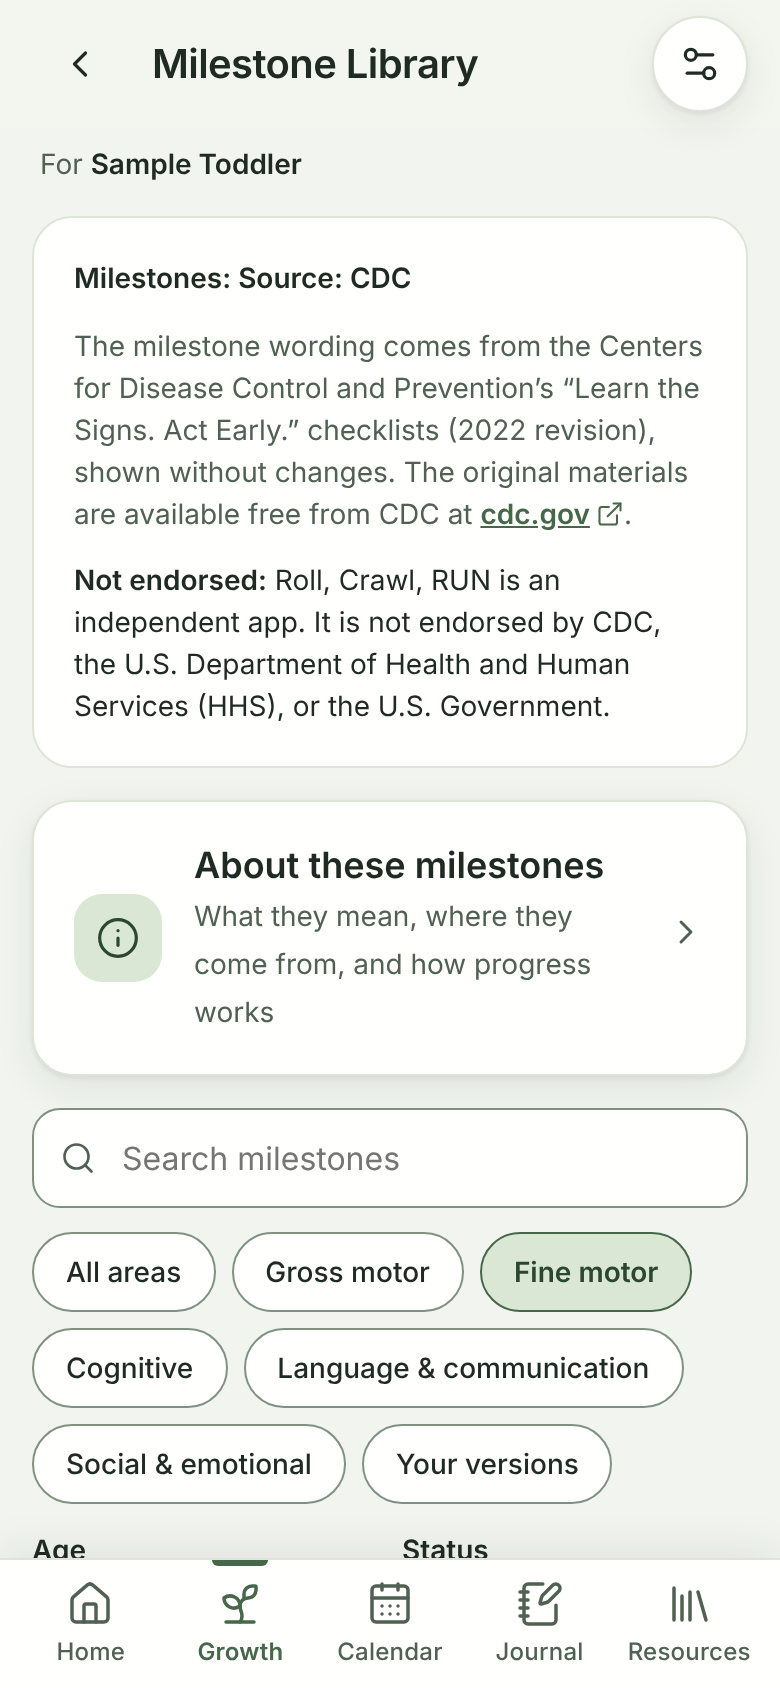 Milestone Library
For Sample Toddler
Milestones: Source: CDC
The milestone wording comes from the Centers
for Disease Control and Prevention’s “Learn the
Signs. Act Early.” checklists (2022 revision),
shown without changes. The original materials
are available free from CDC at cdc.gov.
Not endorsed: Roll, Crawl, RUN is an
independent app. It is not endorsed by CDC,
the U.S. Department of Health and Human
Services (HHS), or the U.S. Government.
About these milestones
What they mean, where they
come from, and how progress
works
Search milestones
All areas Gross motor Fine motor
Cognitive Language & communication
Social & emotional Your versions
Age Status
Home Growth Calendar Journal Resources